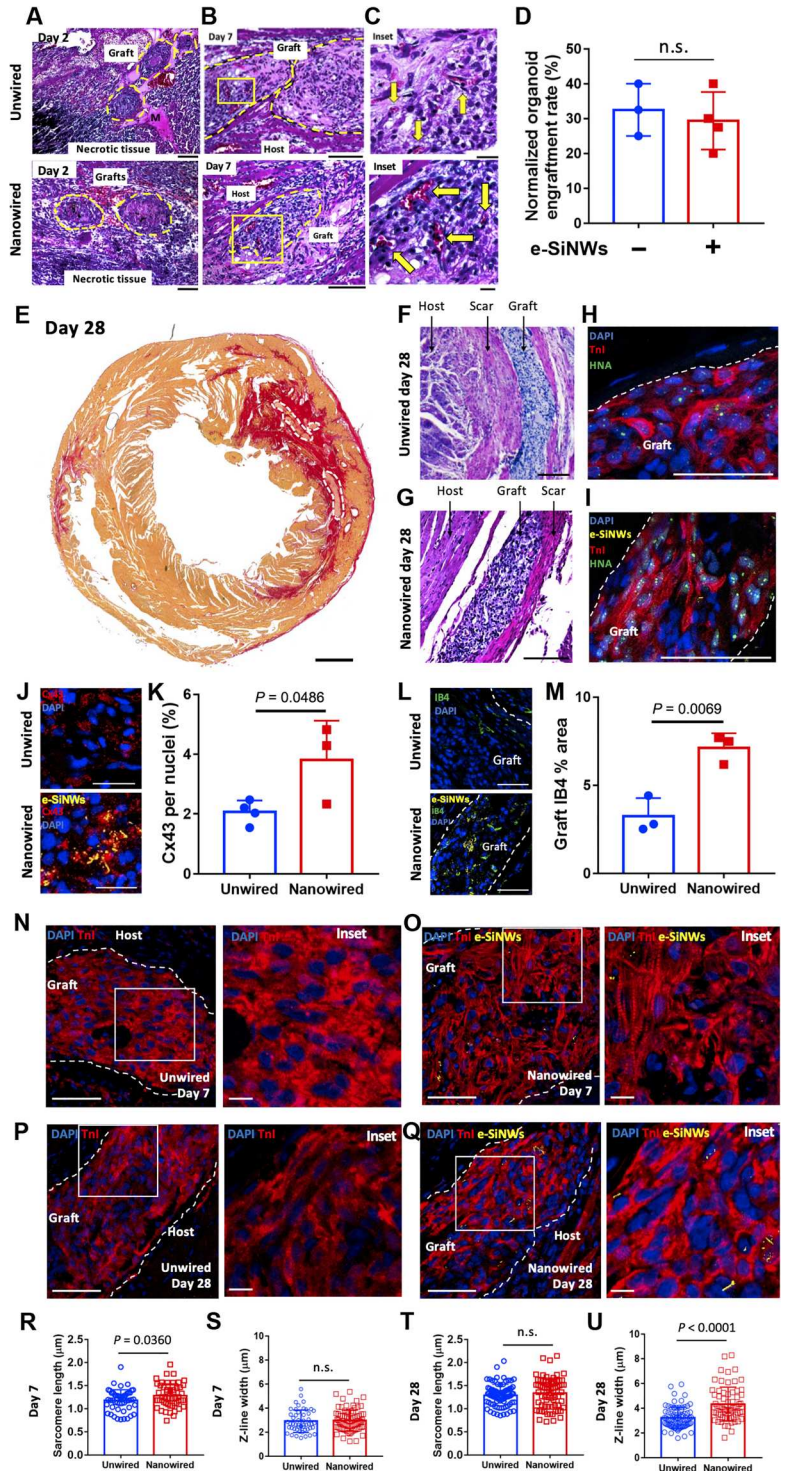 A
B
C
D
Unwired
Day 2
Graft
M
Necrotic tissue
Day 7
Graft
Host
Inset
Nanowired
Day 2
Grafts
Necrotic tissue
Day 7
Host
Graft
Inset
Normalized organoid
engraftment rate (%)
50
40
30
20
10
0
n.s.
e-SiNWs
−
+
E
Day 28
F
Host
Scar
Graft
Unwired day 28
G
Host
Graft
Scar
Nanowired day 28
H
DAPI
TnI
HNA
Graft
I
DAPI
e-SiNWs
TnI
HNA
Graft
J
Unwired
Cx43
DAPI
Nanowired
e-SiNWs
Cx43
DAPI
K
Cx43 per nuclei (%)
6
4
2
0
P = 0.0486
Unwired
Nanowired
L
Unwired
IB4
DAPI
Graft
Nanowired
e-SiNWs
IB4
DAPI
Graft
M
Graft IB4 % area
10
5
0
P = 0.0069
Unwired
Nanowired
N
DAPI TnI
Host
Graft
Unwired
Day 7
DAPI TnI
Inset
O
DAPI TnI e-SiNWs
Graft
Nanowired
Day 7
DAPI TnI e-SiNWs
Inset
P
DAPI TnI
Graft
Host
Unwired
Day 28
DAPI TnI
Inset
Q
DAPI TnI e-SiNWs
Graft
Host
Nanowired
Day 28
DAPI TnI e-SiNWs
Inset
R
Day 7
Sarcomere length (μm)
2.5
2.0
1.5
1.0
0.5
0.0
P = 0.0360
Unwired
Nanowired
S
Day 7
Z-line width (μm)
10
8
6
4
2
0
n.s.
Unwired
Nanowired
T
Day 28
Sarcomere length (μm)
2.5
2.0
1.5
1.0
0.5
0.0
n.s.
Unwired
Nanowired
U
Day 28
Z-line width (μm)
10
8
6
4
2
0
P < 0.0001
Unwired
Nanowired